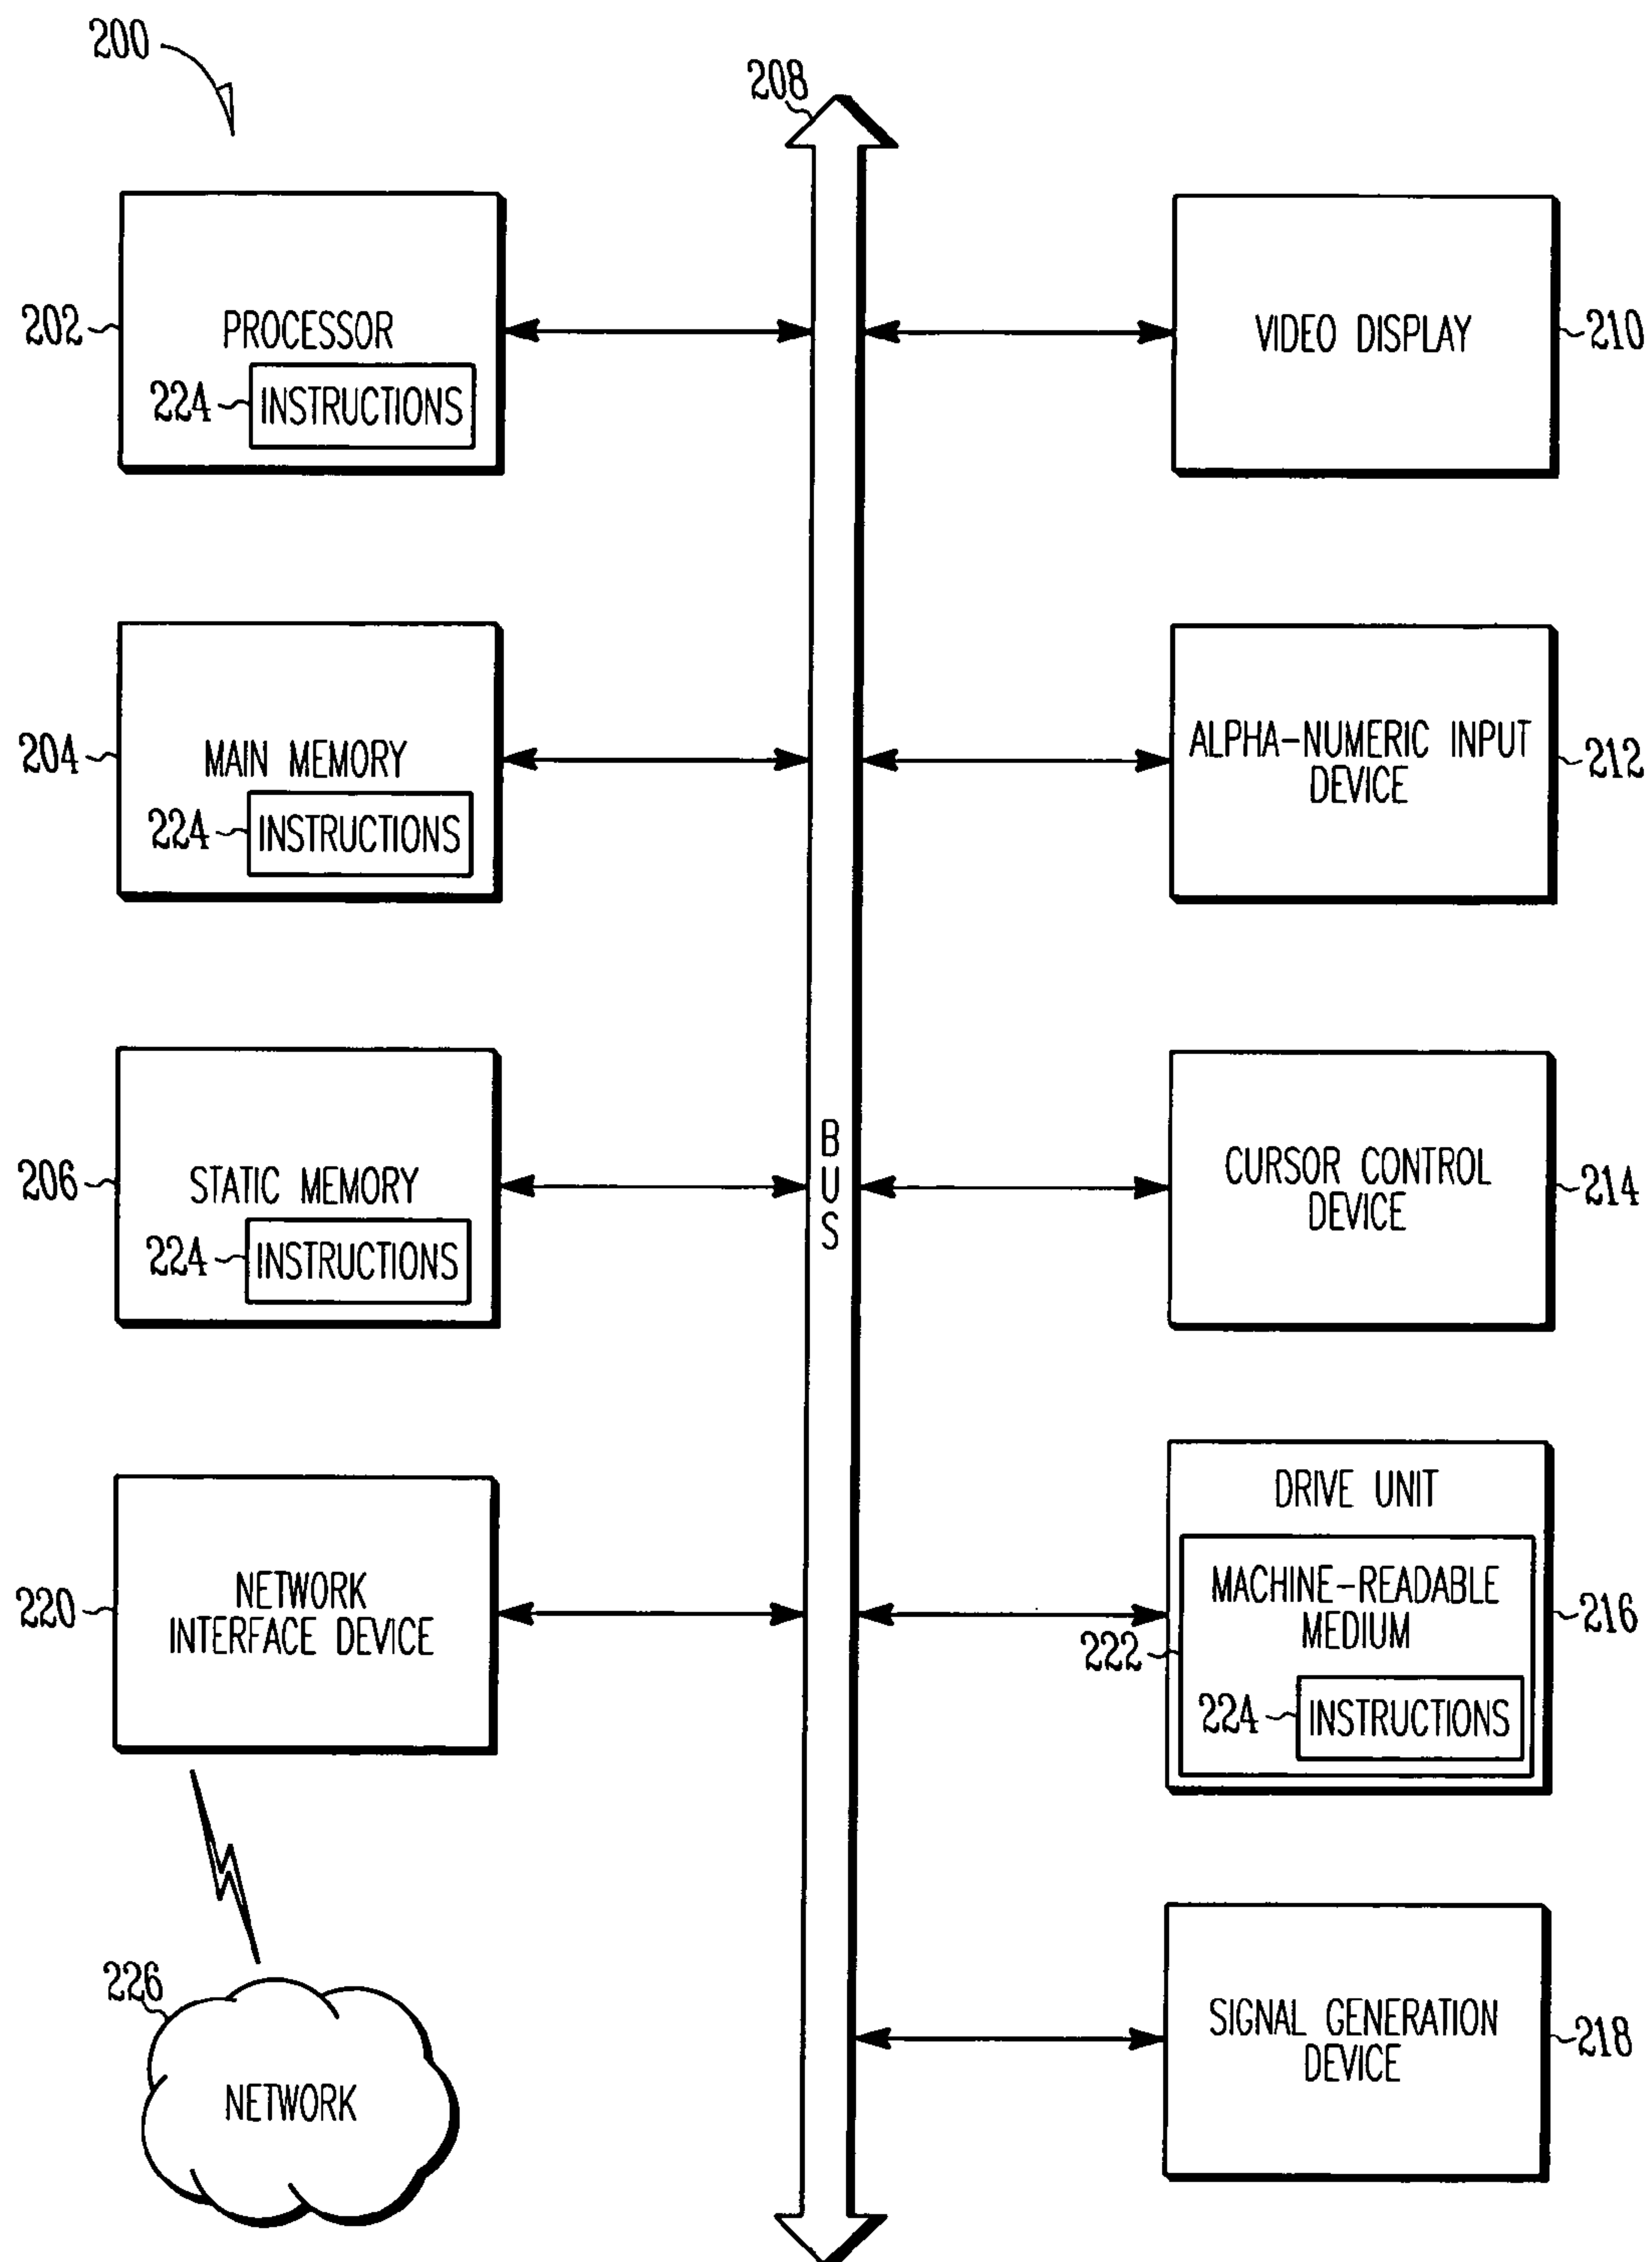 200
208
PROCESSOR
202
224
INSTRUCTIONS
VIDEO DISPLAY
210
MAIN MEMORY
204
224
INSTRUCTIONS
ALPHA-NUMERIC INPUT
DEVICE
212
STATIC MEMORY
206
224
INSTRUCTIONS
BUS
CURSOR CONTROL
DEVICE
214
NETWORK
INTERFACE DEVICE
220
DRIVE UNIT
MACHINE-READABLE
MEDIUM
216
222
224
INSTRUCTIONS
226
NETWORK
SIGNAL GENERATION
DEVICE
218